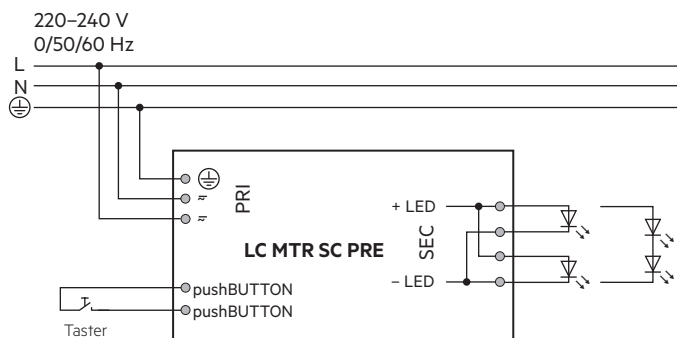 220–240 V
0/50/60 Hz
L
N
PRI
+ LED
SEC
LC MTR SC PRE
– LED
pushBUTTON
pushBUTTON
Taster